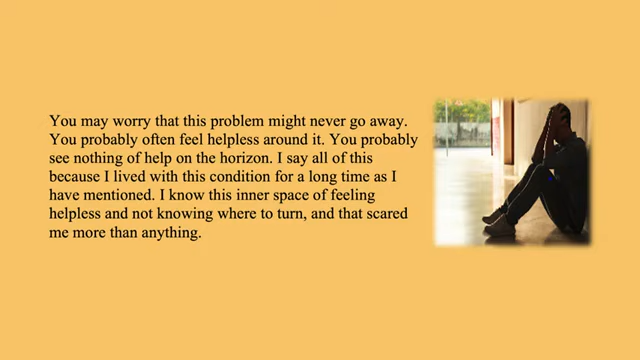 You may worry that this problem might never go away.
You probably often feel helpless around it. You probably
see nothing of help on the horizon. I say all of this
because I lived with this condition for a long time as I
have mentioned. I know this inner space of feeling
helpless and not knowing where to turn, and that scared
me more than anything.